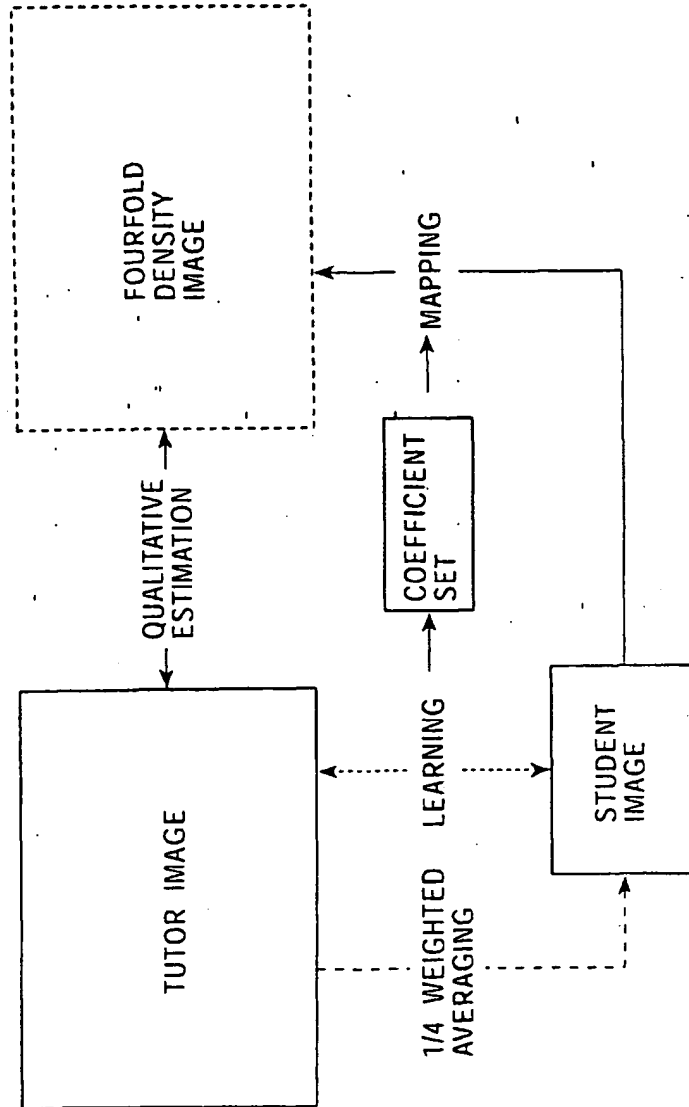 TUTOR IMAGE
QUALITATIVE
ESTIMATION
FOURFOLD
DENSITY
IMAGE
1/4 WEIGHTED
AVERAGING
LEARNING
COEFFICIENT
SET
MAPPING
STUDENT
IMAGE